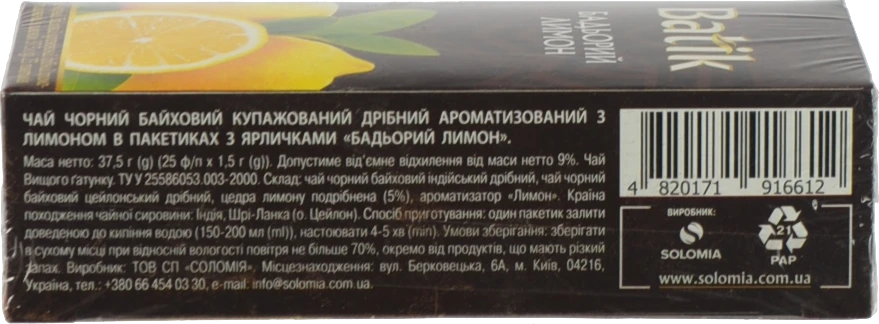 Batik
БАДЬОРИЙ
ЛИМОН
ЧАЙ ЧОРНИЙ БАЙХОВИЙ КУПАЖОВАНИЙ ДРІБНИЙ АРОМАТИЗОВАНИЙ З
ЛИМОНОМ В ПАКЕТИКАХ З ЯРЛИЧКАМИ «БАДЬОРИЙ ЛИМОН».
Маса нетто: 37,5 г (g) (25 ф/п х 1,5 г (g)). Допустиме від'ємне відхилення від маси нетто 9%. Чай
Вищого ґатунку. ТУ У 25586053.003-2000. Склад: чай чорний байховий індійський дрібний, чай чорний
байховий цейлонський дрібний, цедра лимону подрібнена (5%), ароматизатор «Лимон». Країна
походження чайної сировини: Індія, Шрі-Ланка (о. Цейлон). Спосіб приготування: один пакетик залити
доведеною до кипіння водою (150-200 мл (ml)), настоювати 4-5 хв (min). Умови зберігання: зберігати
в сухому місці при відносній вологості повітря не більше 70%, окремо від продуктів, що мають різкий
запах. Виробник: ТОВ СП «СОЛОМІЯ». Місцезнаходження: вул. Берковецька, 6А, м. Київ, 04216,
Україна, тел.: +380 66 454 03 30, e-mail: info@solomia.com.ua
4 820171 916612
ВИРОБНИК:
SOLOMIA
21
PAP
www.solomia.com.ua